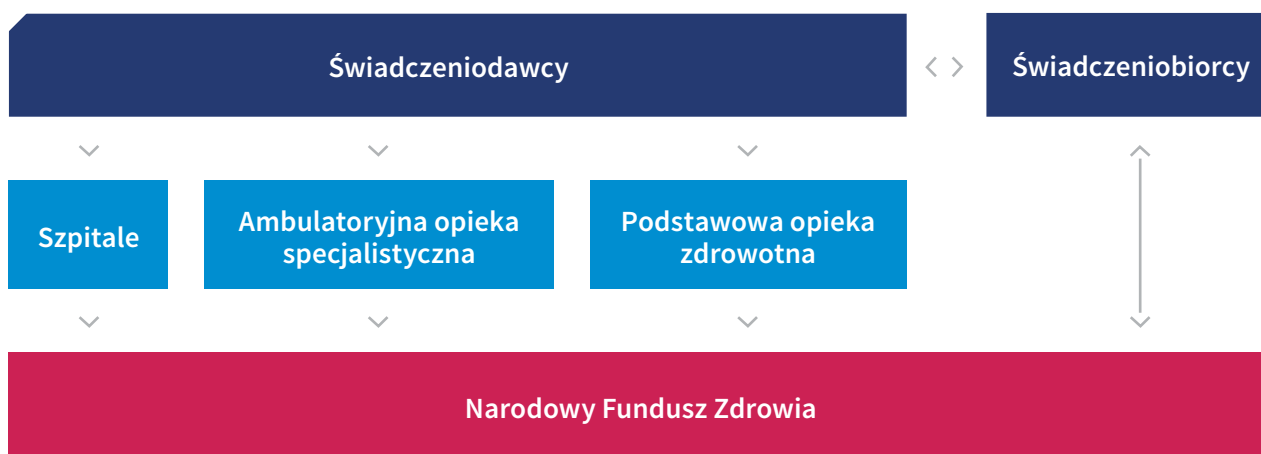 Świadczeniodawcy
Świadczeniobiorcy
Szpitale
Ambulatoryjna opieka
specjalistyczna
Podstawowa opieka
zdrowotna
Narodowy Fundusz Zdrowia